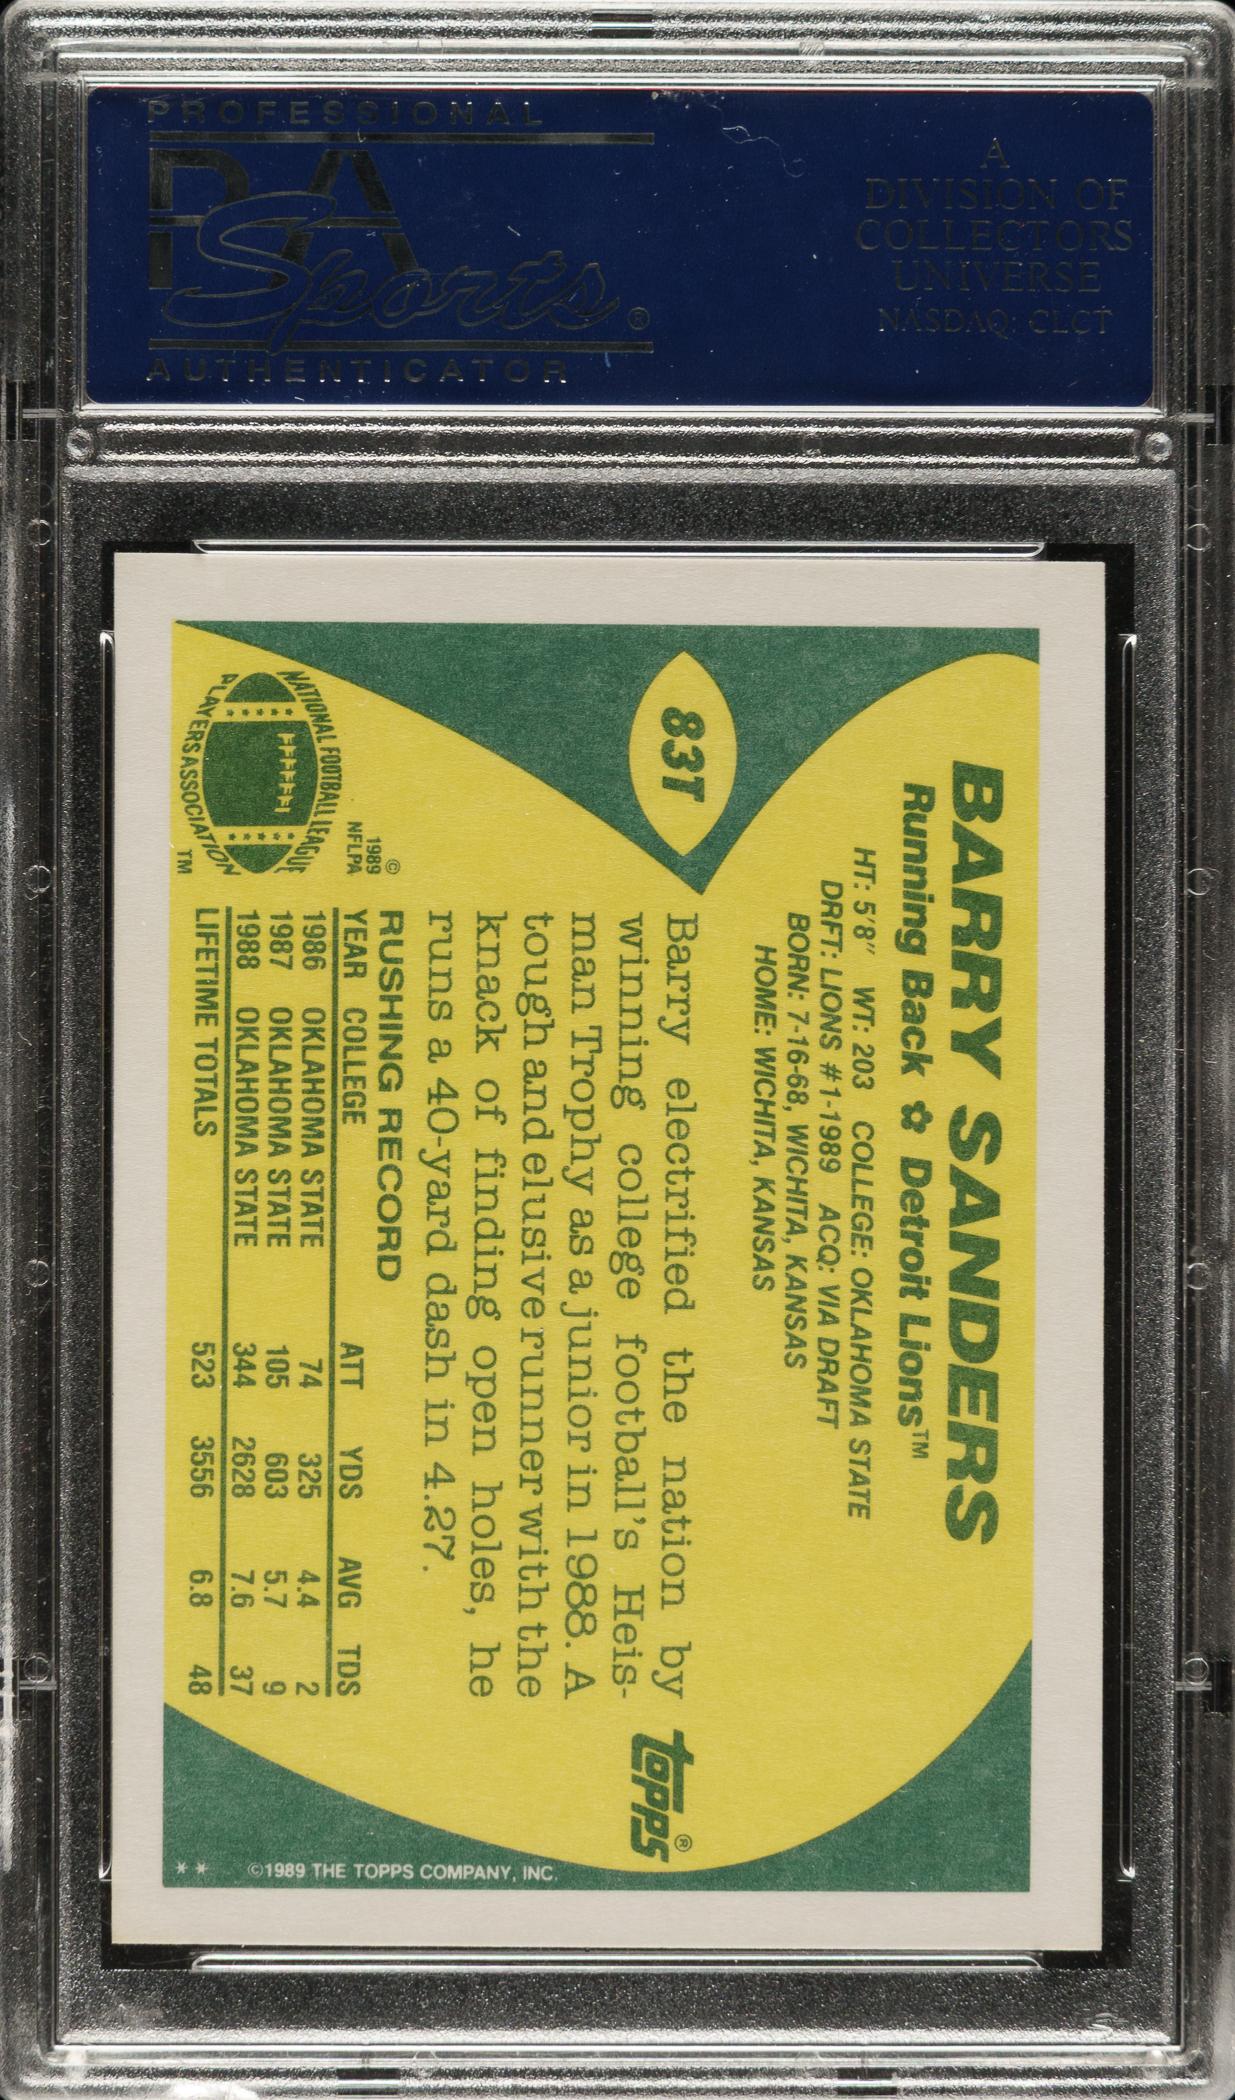 PROFESSIONAL
PSA
Sports®
AUTHENTICATOR
A
DIVISION OF
COLLECTORS
UNIVERSE
NASDAQ: CLCT
83T
BARRY SANDERS
Running Back ✿ Detroit Lions™
HT: 5'8" WT: 203 COLLEGE: OKLAHOMA STATE
DRFT: LIONS #1-1989 ACQ: VIA DRAFT
BORN: 7-16-68, WICHITA, KANSAS
HOME: WICHITA, KANSAS
Barry electrified the nation by
winning college football's Heis-
man Trophy as a junior in 1988. A
tough and elusive runner with the
knack of finding open holes, he
runs a 40-yard dash in 4.27.
topps®
RUSHING RECORD
YEAR COLLEGE ATT YDS AVG TDS
1986 OKLAHOMA STATE 74 325 4.4 2
1987 OKLAHOMA STATE 105 603 5.7 9
1988 OKLAHOMA STATE 344 2628 7.6 37
LIFETIME TOTALS 523 3556 6.8 48
©
1989
NFLPA
NATIONAL FOOTBALL LEAGUE
PLAYERS ASSOCIATION
TM
©1989 THE TOPPS COMPANY, INC.
* *